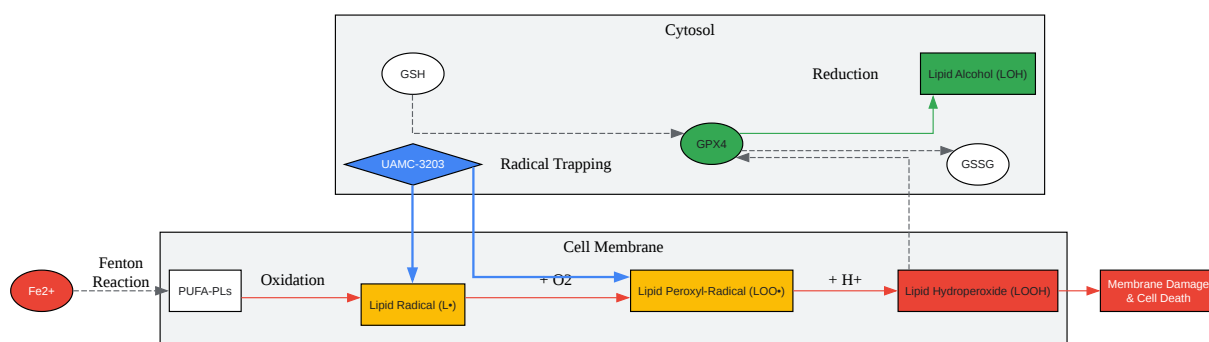 Cytosol
GSH
Reduction
Lipid Alcohol (LOH)
GPX4
UAMC-3203
Radical Trapping
GSSG
Cell Membrane
Fenton
Reaction
Fe2+
PUFA-PLs
Oxidation
Lipid Radical (L•)
+ O2
Lipid Peroxyl-Radical (LOO•)
+ H+
Lipid Hydroperoxide (LOOH)
Membrane Damage
& Cell Death